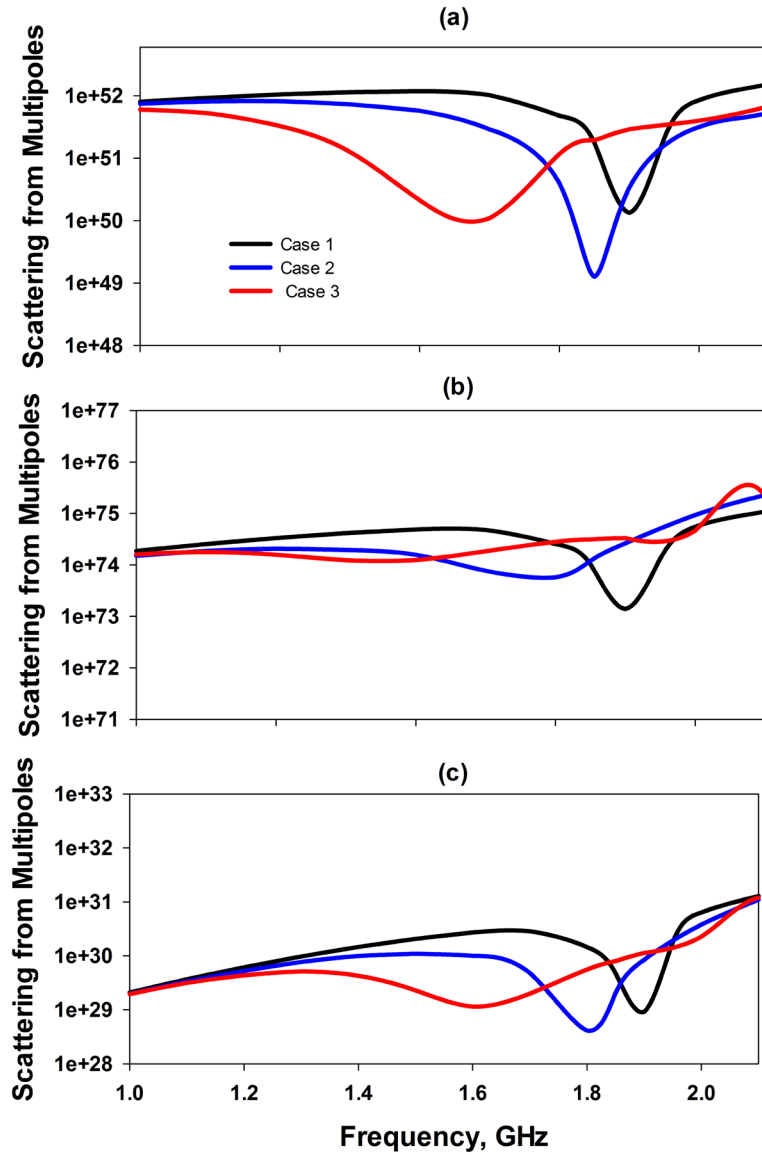 (a)
Scattering from Multipoles
1e+52
1e+51
1e+50
1e+49
1e+48
Case 1
Case 2
Case 3
(b)
Scattering from Multipoles
1e+77
1e+76
1e+75
1e+74
1e+73
1e+72
1e+71
(c)
Scattering from Multipoles
1e+33
1e+32
1e+31
1e+30
1e+29
1e+28
1.0 1.2 1.4 1.6 1.8 2.0
Frequency, GHz